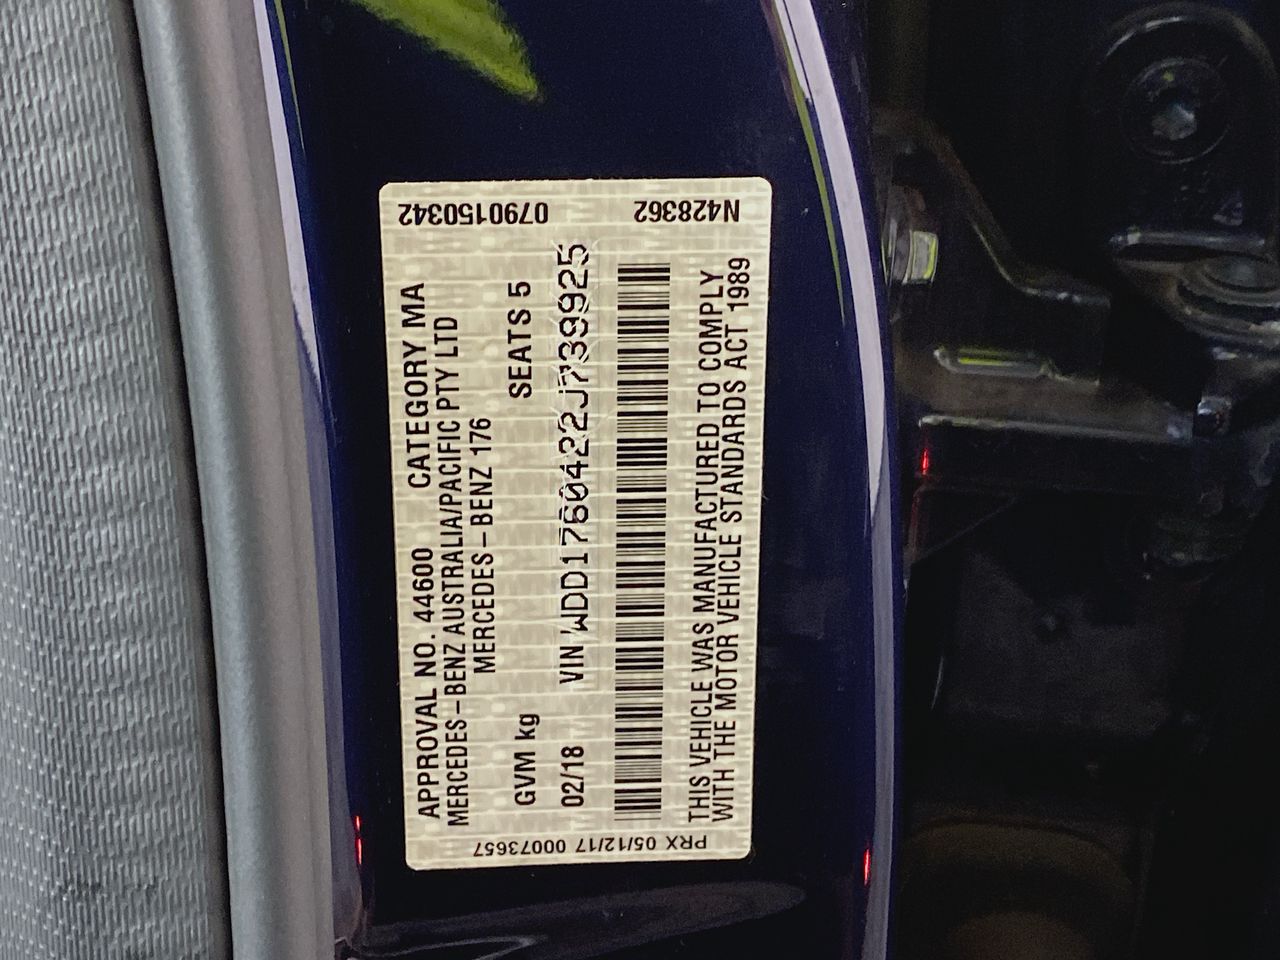 APPROVAL NO. 44600 CATEGORY MA
MERCEDES-BENZ AUSTRALIA/PACIFIC PTY LTD
MERCEDES-BENZ 176
GVM kg SEATS 5
02/18 VIN WDD1760422J739925
THIS VEHICLE WAS MANUFACTURED TO COMPLY
WITH THE MOTOR VEHICLE STANDARDS ACT 1989
N428362 0790150342
PRX 05/12/17 00073657